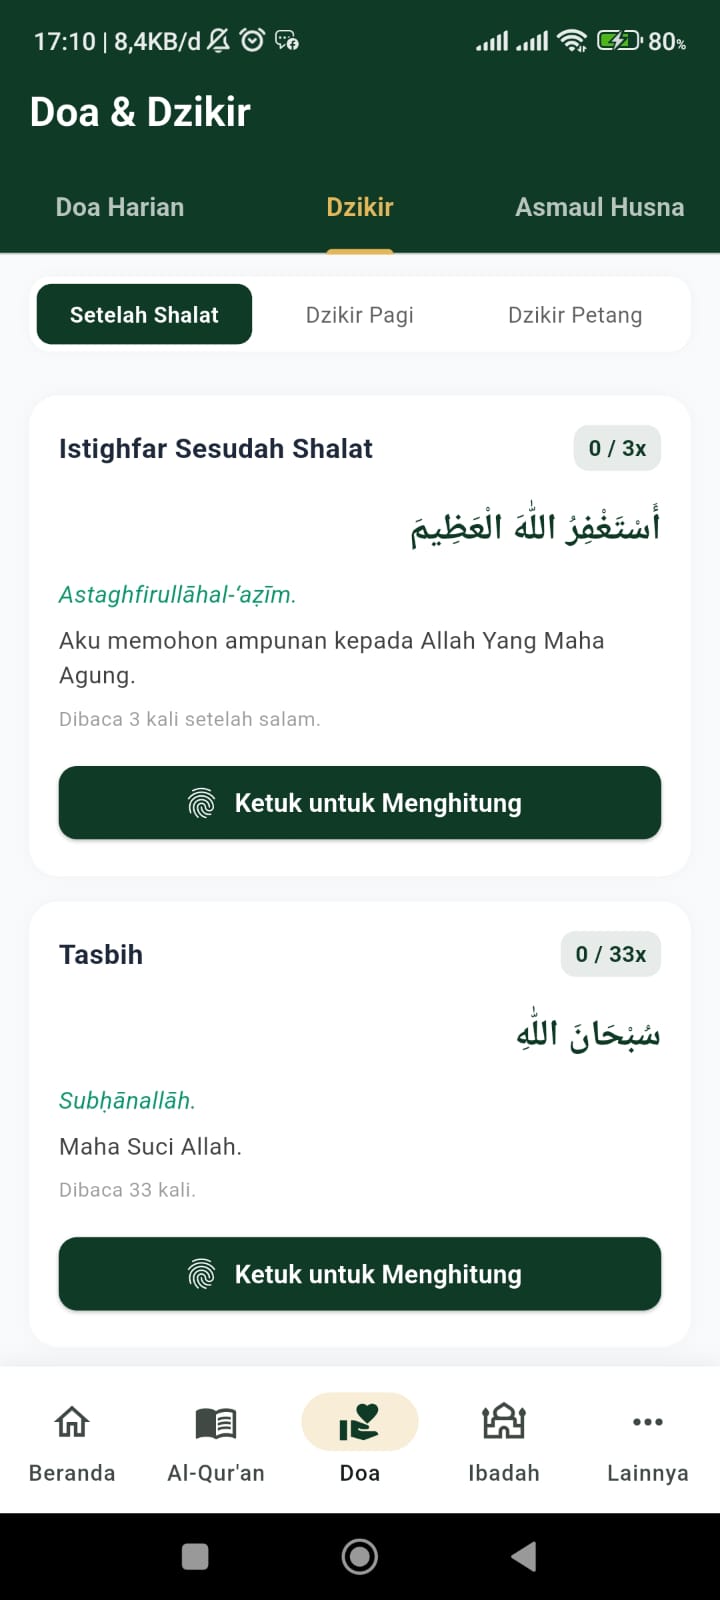 17:10 | 8,4KB/d 80%
Doa & Dzikir
Doa Harian Dzikir Asmaul Husna
Setelah Shalat Dzikir Pagi Dzikir Petang
Istighfar Sesudah Shalat 0 / 3x
أَسْتَغْفِرُ اللّٰهَ الْعَظِيمَ
Astaghfirullāhal-‘aẓīm.
Aku memohon ampunan kepada Allah Yang Maha
Agung.
Dibaca 3 kali setelah salam.
Ketuk untuk Menghitung
Tasbih 0 / 33x
سُبْحَانَ اللّٰهِ
Subḥānallāh.
Maha Suci Allah.
Dibaca 33 kali.
Ketuk untuk Menghitung
Beranda Al-Qur'an Doa Ibadah Lainnya